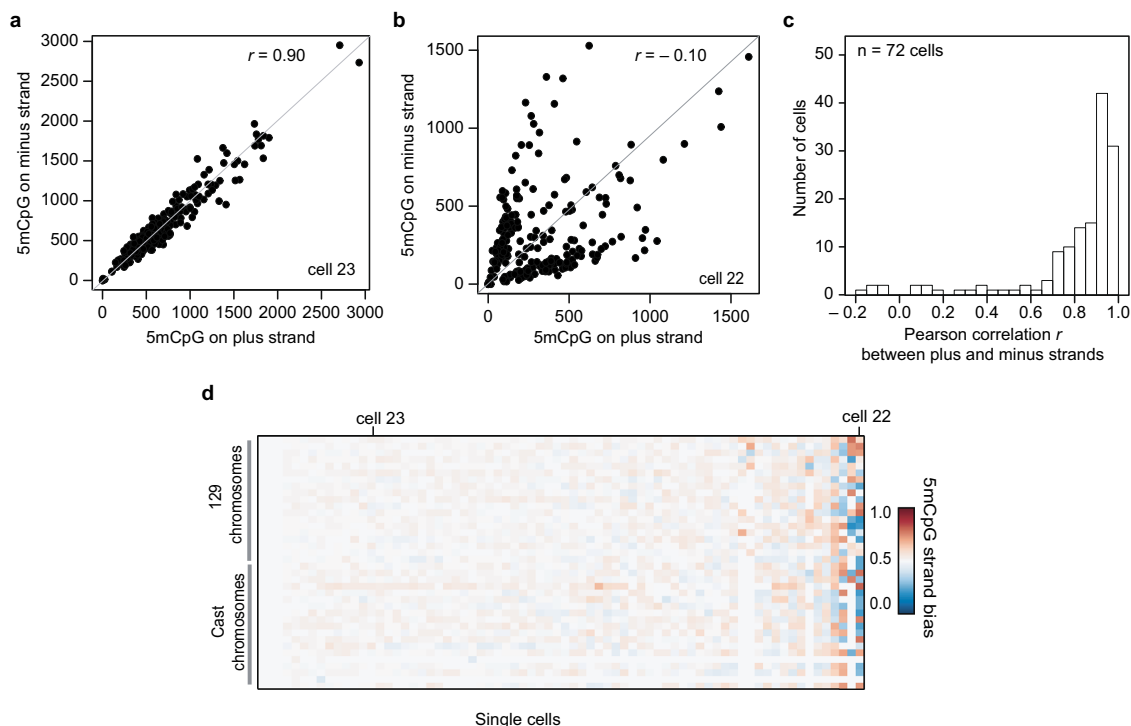 a
3000
2500
2000
1500
1000
500
0
5mCpG on minus strand
r = 0.90
cell 23
0 500 1000 1500 2000 2500 3000
5mCpG on plus strand
b
1500
1000
500
0
5mCpG on minus strand
r = – 0.10
cell 22
0 500 1000 1500
5mCpG on plus strand
c
50
40
30
20
10
0
Number of cells
n = 72 cells
– 0.2 0.0 0.2 0.4 0.6 0.8 1.0
Pearson correlation r
between plus and minus strands
d
cell 23 cell 22
129
chromosomes
Cast
chromosomes
1.0
0.5
0.0
5mCpG strand bias
Single cells